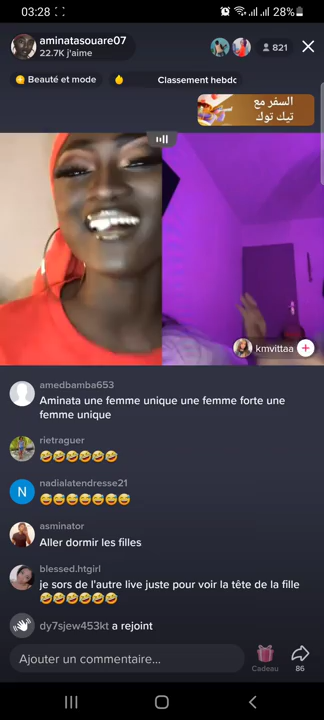 03:28
28%
aminatasouare07
22.7K j'aime
821
Beauté et mode
Classement hebdc
السفر مع
تيك توك
kmvittaa
amedbamba653
Aminata une femme unique une femme forte une
femme unique
rietraguer
🤣🤣🤣🤣🤣🤣
N
nadialatendresse21
😅😅😅😅😅😅😅
asminator
Aller dormir les filles
blessed.htgirl
je sors de l'autre live juste pour voir la tête de la fille
🤣🤣🤣🤣🤣🤣
dy7sjew453kt a rejoint
Ajouter un commentaire...
Cadeau
86